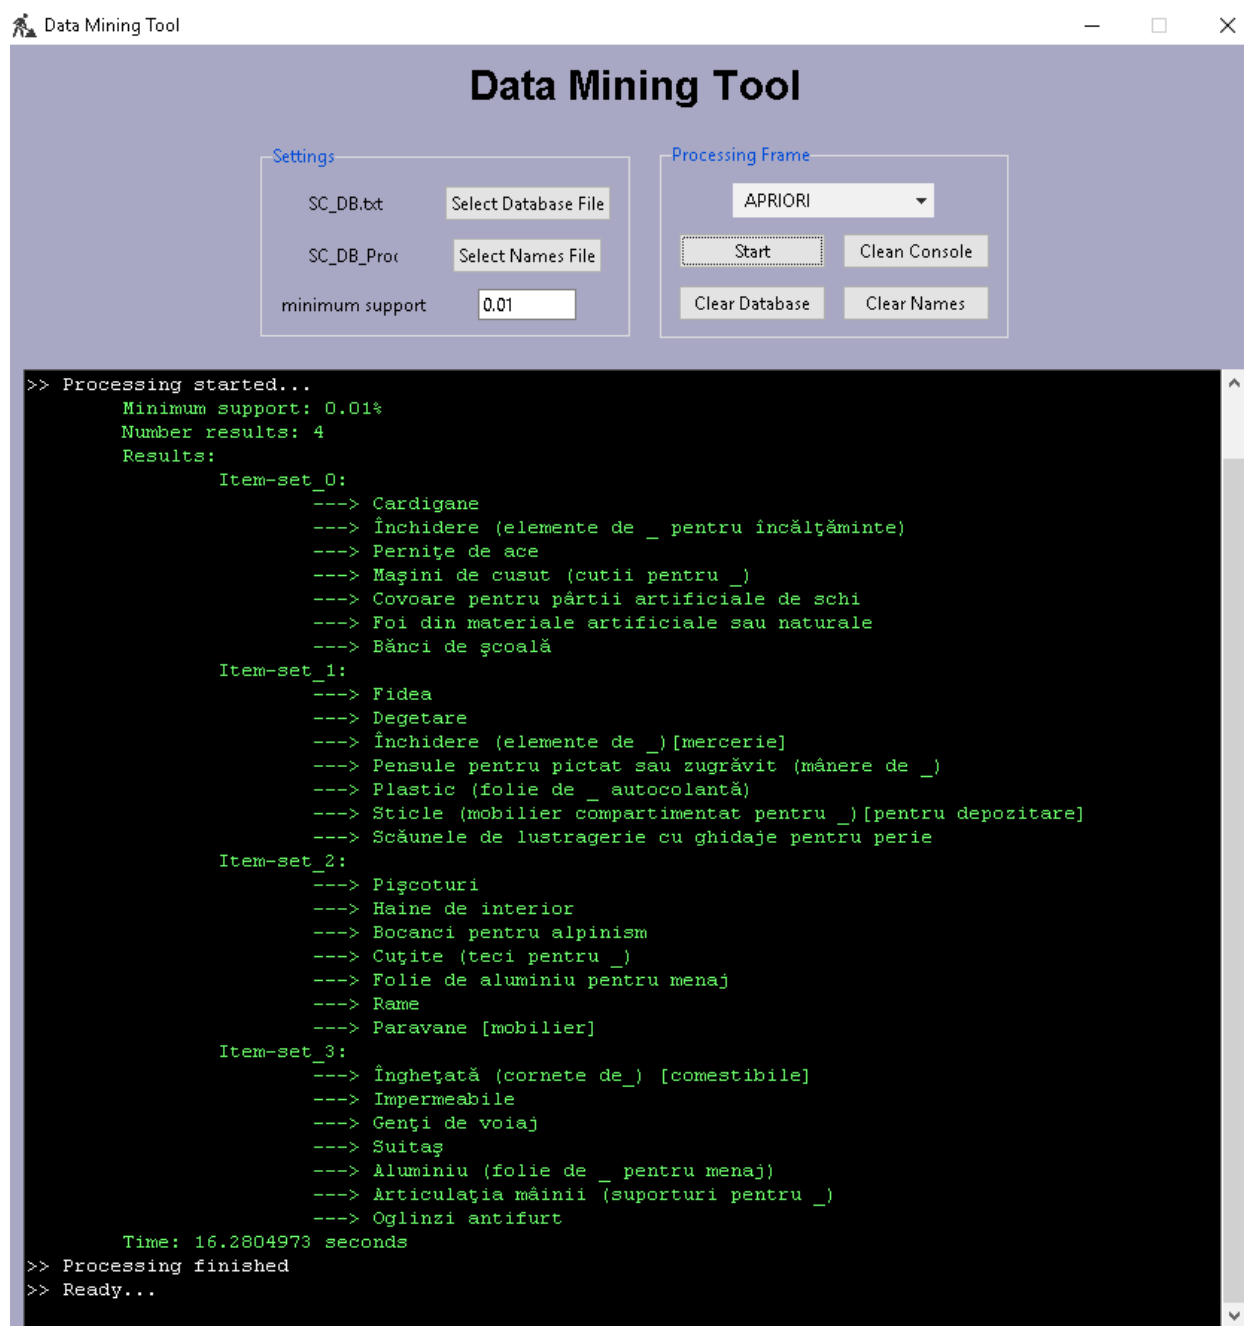 Data Mining Tool
Data Mining Tool
Settings
SC_DB.txt
Select Database File
SC_DB_Proc
Select Names File
minimum support
0.01
Processing Frame
APRIORI
Start
Clean Console
Clear Database
Clear Names
>> Processing started...
Minimum support: 0.01%
Number results: 4
Results:
Item-set_0:
---> Cardigane
---> Închidere (elemente de _ pentru încălţăminte)
---> Perniţe de ace
---> Maşini de cusut (cutii pentru _)
---> Covoare pentru pârtii artificiale de schi
---> Foi din materiale artificiale sau naturale
---> Bănci de şcoală
Item-set_1:
---> Fidea
---> Degetare
---> Închidere (elemente de _)[mercerie]
---> Pensule pentru pictat sau zugrăvit (mânere de _)
---> Plastic (folie de _ autocolantă)
---> Sticle (mobilier compartimentat pentru _)[pentru depozitare]
---> Scăunele de lustragerie cu ghidaje pentru perie
Item-set_2:
---> Pişcoturi
---> Haine de interior
---> Bocanci pentru alpinism
---> Cuţite (teci pentru _)
---> Folie de aluminiu pentru menaj
---> Rame
---> Paravane [mobilier]
Item-set_3:
---> Îngheţată (cornete de_) [comestibile]
---> Impermeabile
---> Genţi de voiaj
---> Suitaş
---> Aluminiu (folie de _ pentru menaj)
---> Articulaţia mâinii (suporturi pentru _)
---> Oglinzi antifurt
Time: 16.2804973 seconds
>> Processing finished
>> Ready...